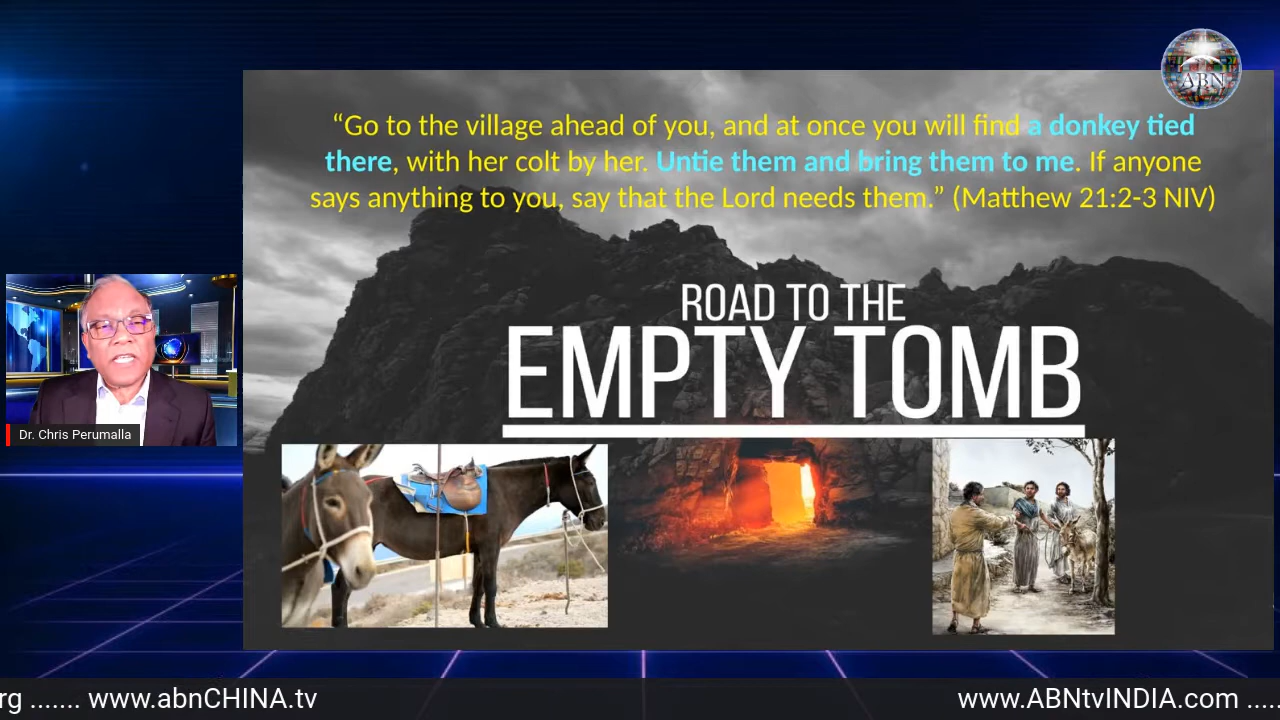 ABN
“Go to the village ahead of you, and at once you will find a donkey tied
there, with her colt by her. Untie them and bring them to me. If anyone
says anything to you, say that the Lord needs them.” (Matthew 21:2-3 NIV)
ROAD TO THE
EMPTY TOMB
Dr. Chris Perumalla
rg ....... www.abnCHINA.tv
www.ABNtvINDIA.com ....